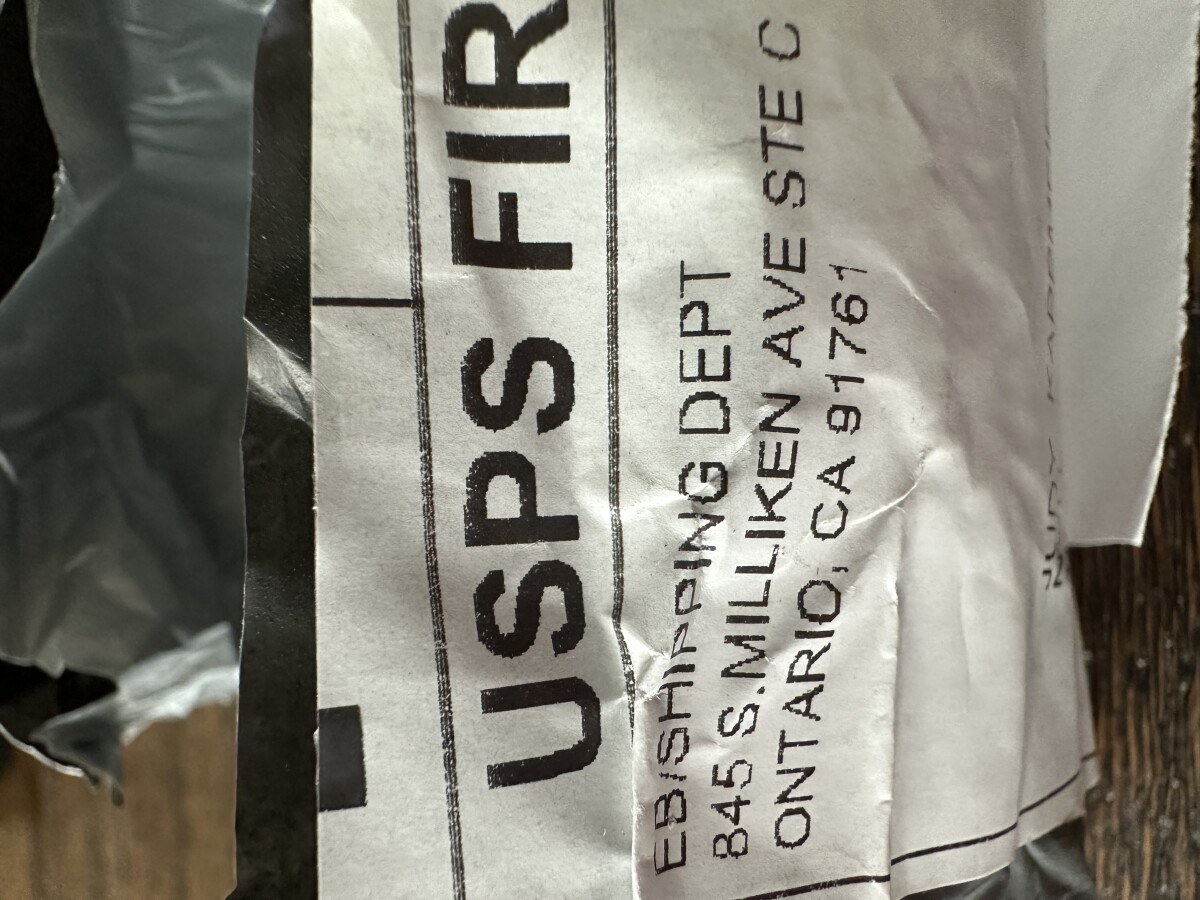 USPS FIR
EB/SHIPPING DEPT
845 S.MILLIKEN AVE STE C
ONTARIO, CA 91761